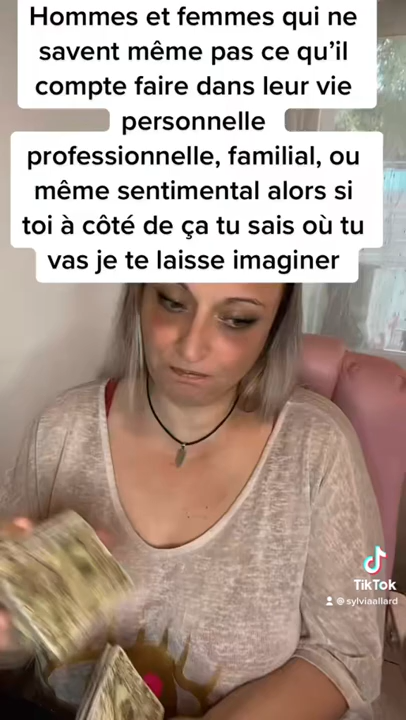 Hommes et femmes qui ne
savent même pas ce qu'il
compte faire dans leur vie
personnelle
professionnelle, familial, ou
même sentimental alors si
toi à côté de ça tu sais où tu
vas je te laisse imaginer
TikTok
@sylviaallard